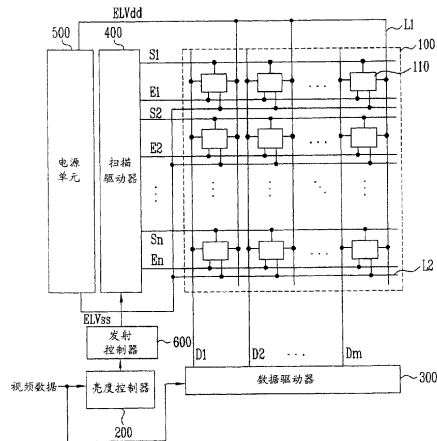 ELVdd
L1
500
400
100
S1
110
E1
S2
E2
电源
单元
扫描
驱动器
Sn
En
L2
ELVss
发射
控制器
600
D1 D2 ... Dm
视频数据
亮度控制器
数据驱动器
300
200